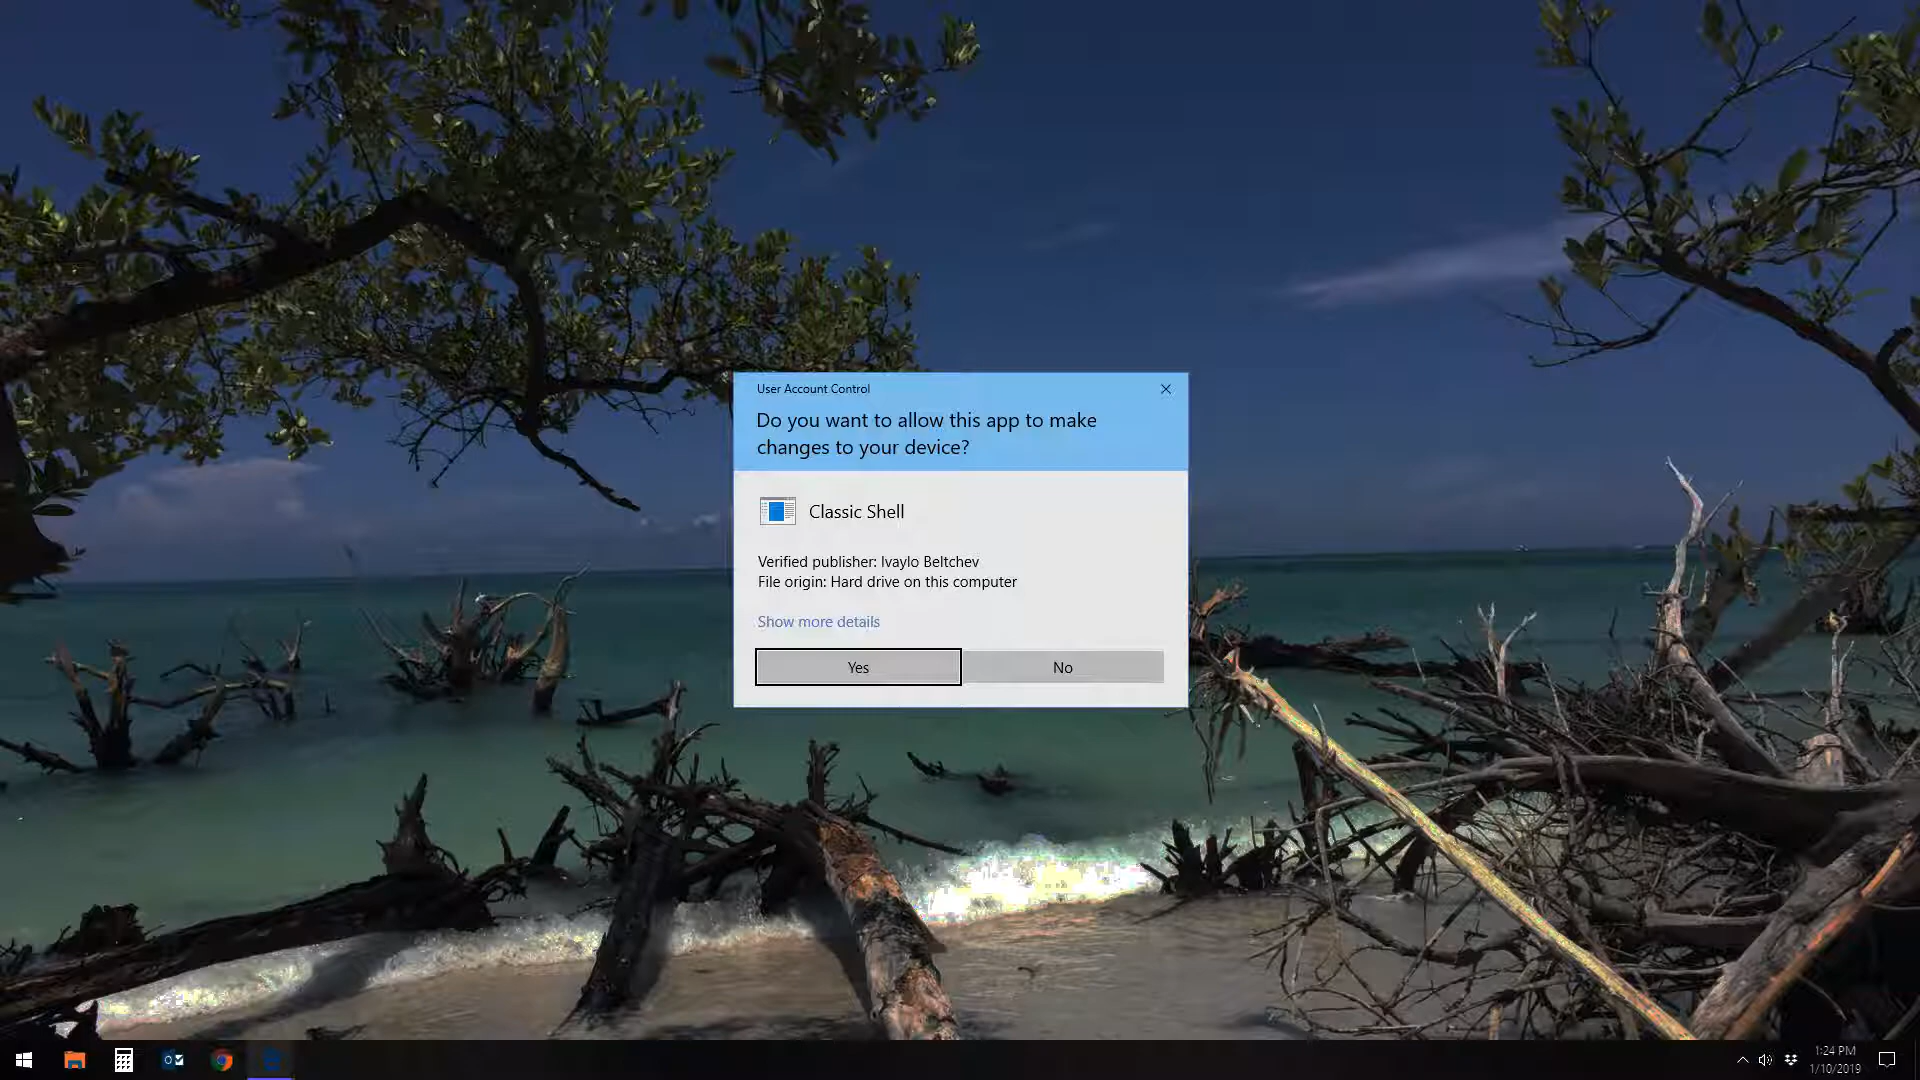 User Account Control
Do you want to allow this app to make
changes to your device?
Classic Shell
Verified publisher: Ivaylo Beltchev
File origin: Hard drive on this computer
Show more details
Yes
No
1:24 PM
1/10/2019